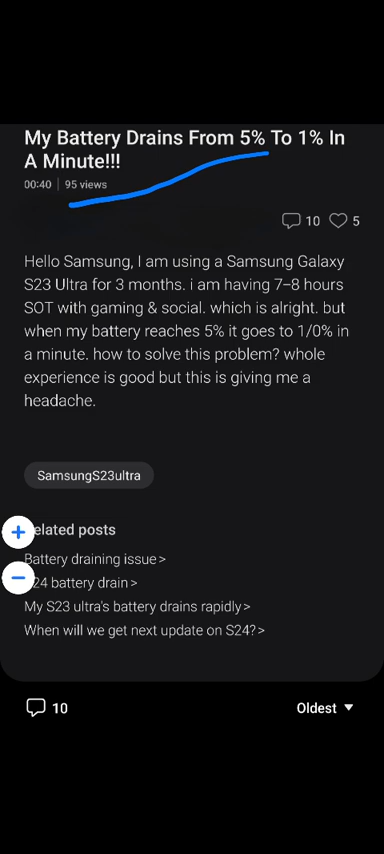 My Battery Drains From 5% To 1% In
A Minute!!!
00:40 | 95 views
10 5
Hello Samsung, I am using a Samsung Galaxy
S23 Ultra for 3 months. i am having 7–8 hours
SOT with gaming & social. which is alright. but
when my battery reaches 5% it goes to 1/0% in
a minute. how to solve this problem? whole
experience is good but this is giving me a
headache.
SamsungS23ultra
elated posts
Battery draining issue >
24 battery drain >
My S23 ultra's battery drains rapidly >
When will we get next update on S24? >
10 Oldest ▼